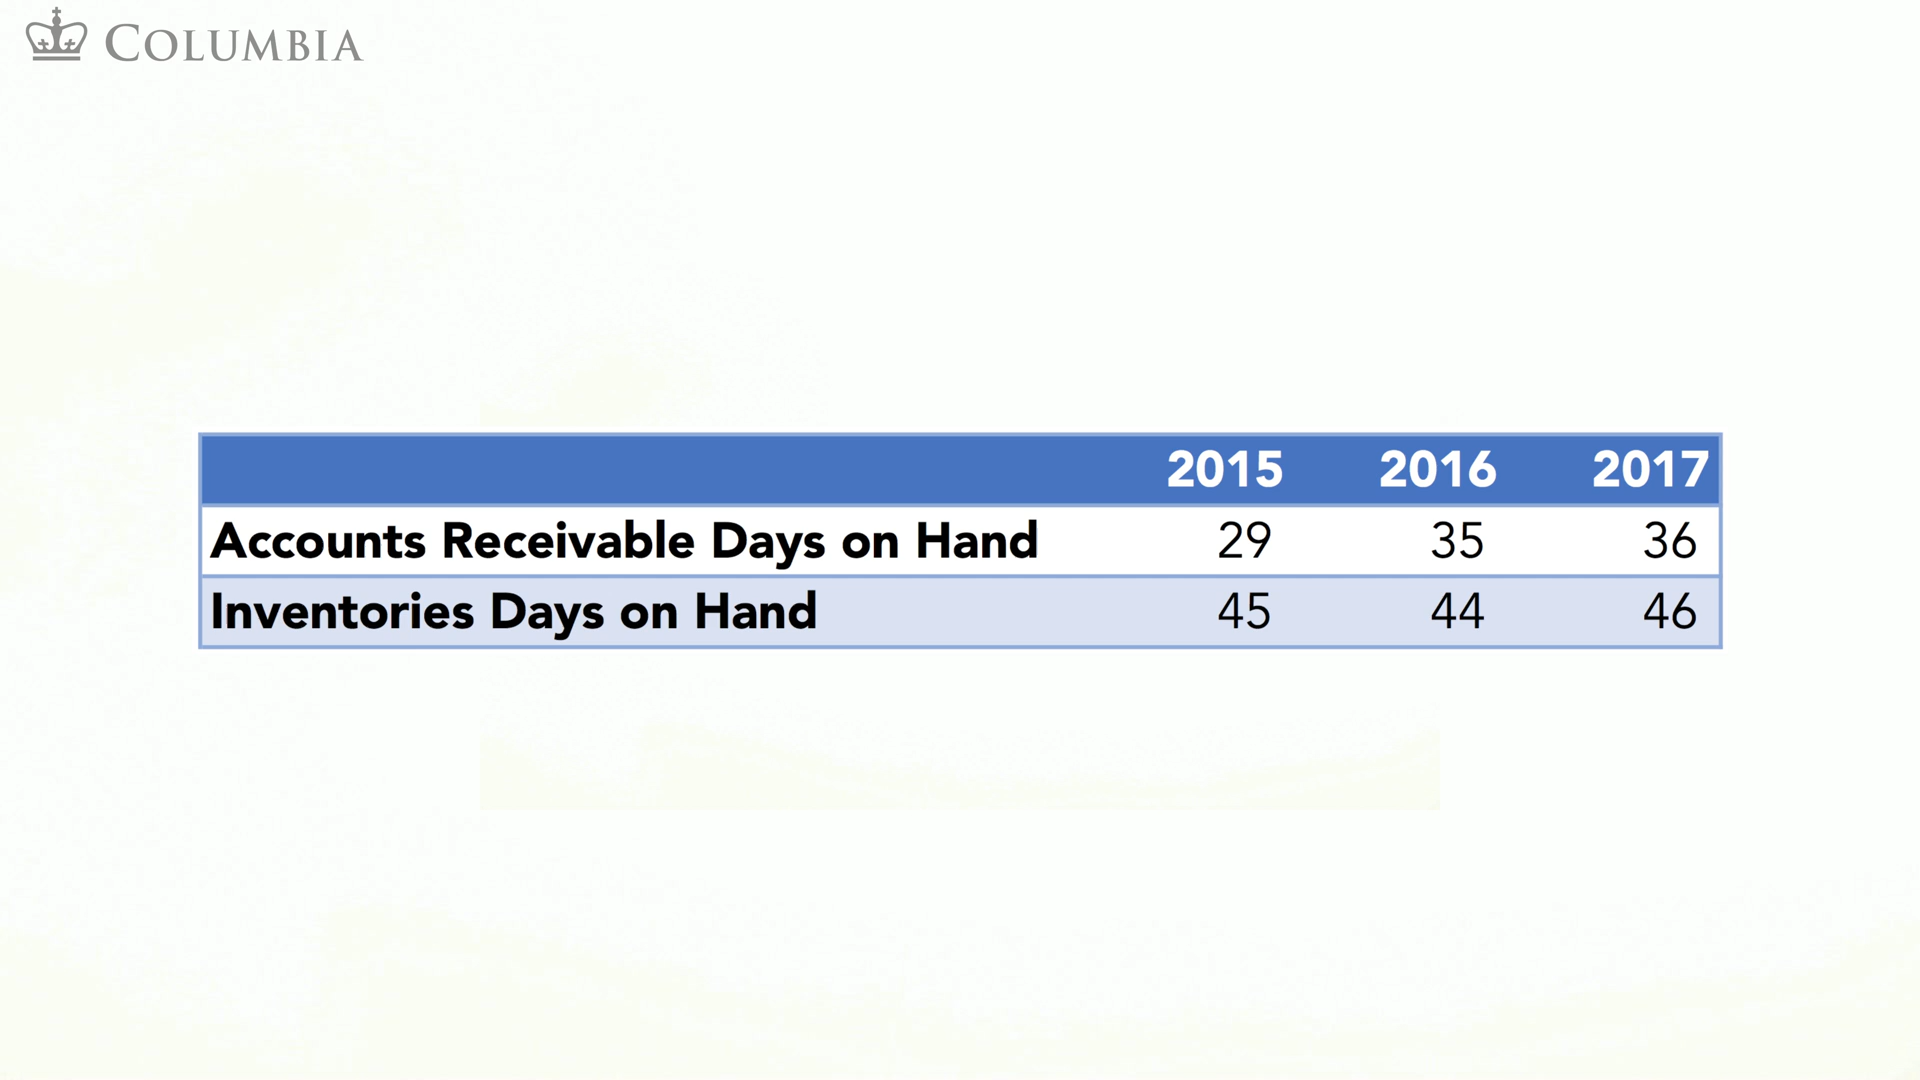 COLUMBIA
2015 2016 2017
Accounts Receivable Days on Hand 29 35 36
Inventories Days on Hand 45 44 46